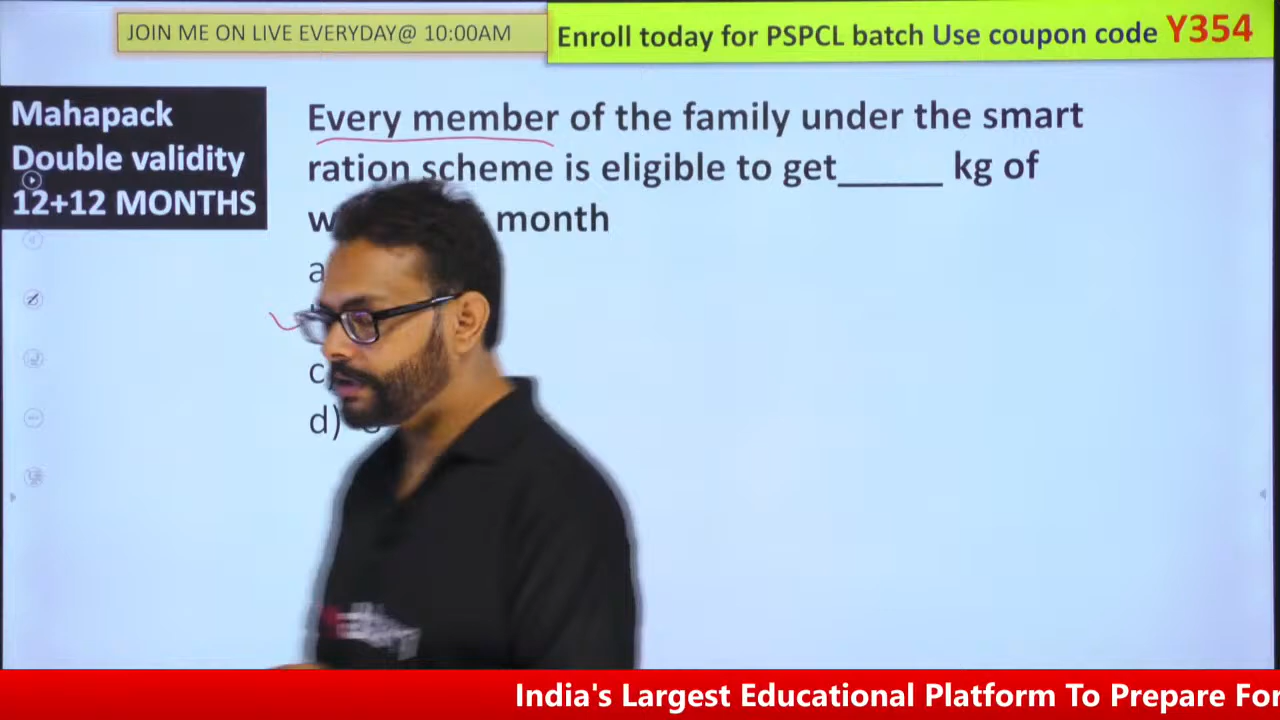 JOIN ME ON LIVE EVERYDAY@ 10:00AM
Enroll today for PSPCL batch Use coupon code Y354
Mahapack
Double validity
12+12 MONTHS
Every member of the family under the smart
ration scheme is eligible to get_____ kg of
month
a
c
d)
India's Largest Educational Platform To Prepare For